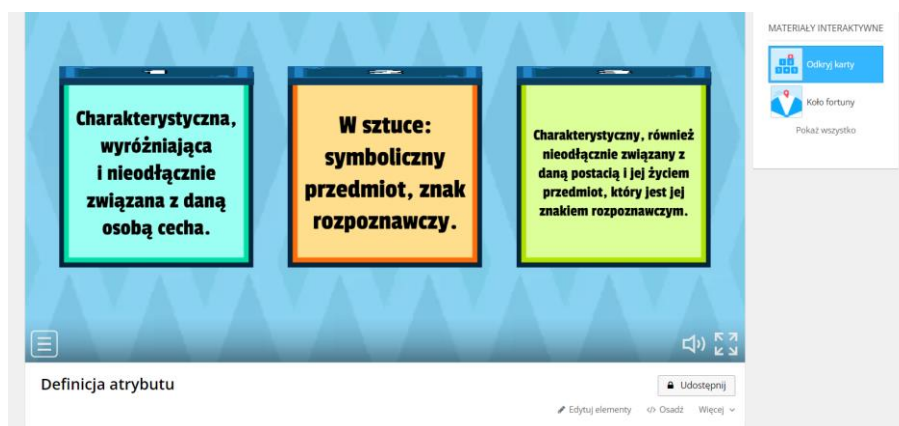 Charakterystyczna,
wyróżniająca
i nieodłącznie
związana z daną
osobą cecha.
W sztuce:
symboliczny
przedmiot, znak
rozpoznawczy.
Charakterystyczny, również
nieodłącznie związany z
daną postacią i jej życiem
przedmiot, który jest jej
znakiem rozpoznawczym.
MATERIAŁY INTERAKTYWNE
Odkryj karty
Koło fortuny
Pokaż wszystko
Definicja atrybutu
Udostępnij
Edytuj elementy
Osadź
Więcej